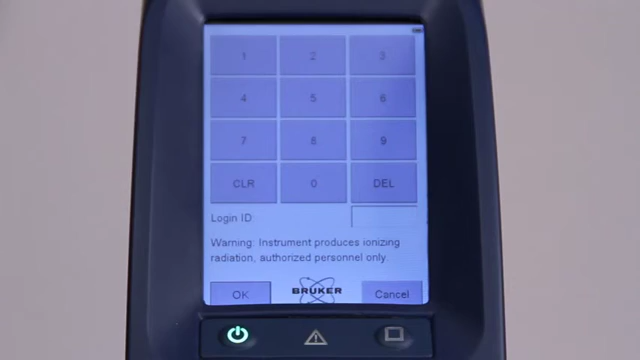 1 2 3
4 5 6
7 8 9
CLR 0 DEL
Login ID
Warning: Instrument produces ionizing
radiation, authorized personnel only.
OK BRUKER Cancel